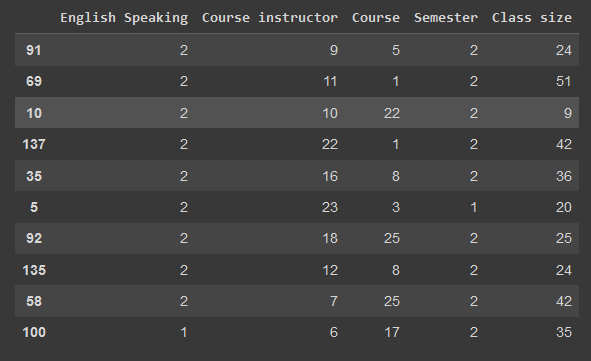 English Speaking Course instructor Course Semester Class size
91 2 9 5 2 24
69 2 11 1 2 51
10 2 10 22 2 9
137 2 22 1 2 42
35 2 16 8 2 36
5 2 23 3 1 20
92 2 18 25 2 25
135 2 12 8 2 24
58 2 7 25 2 42
100 1 6 17 2 35